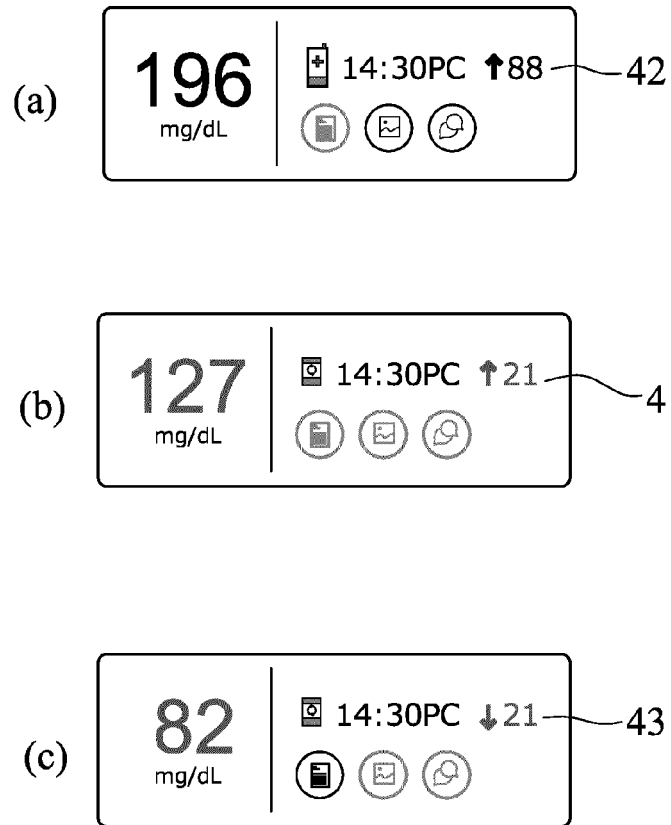 196
mg/dL
14:30PC ↑88
42
(a)
127
mg/dL
14:30PC ↑21
4
(b)
82
mg/dL
14:30PC ↓21
43
(c)